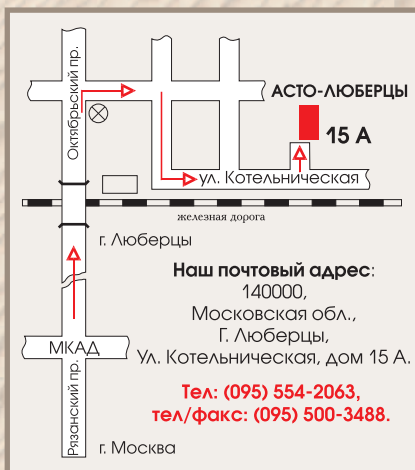 Октябрьский пр.
АСТО-ЛЮБЕРЦЫ
15 А
ул. Котельническая
железная дорога
г. Люберцы
Наш почтовый адрес:
140000,
Московская обл.,
Г. Люберцы,
Ул. Котельническая, дом 15 А.
МКАД
Тел: (095) 554-2063,
тел/факс: (095) 500-3488.
Рязанский пр.
г. Москва